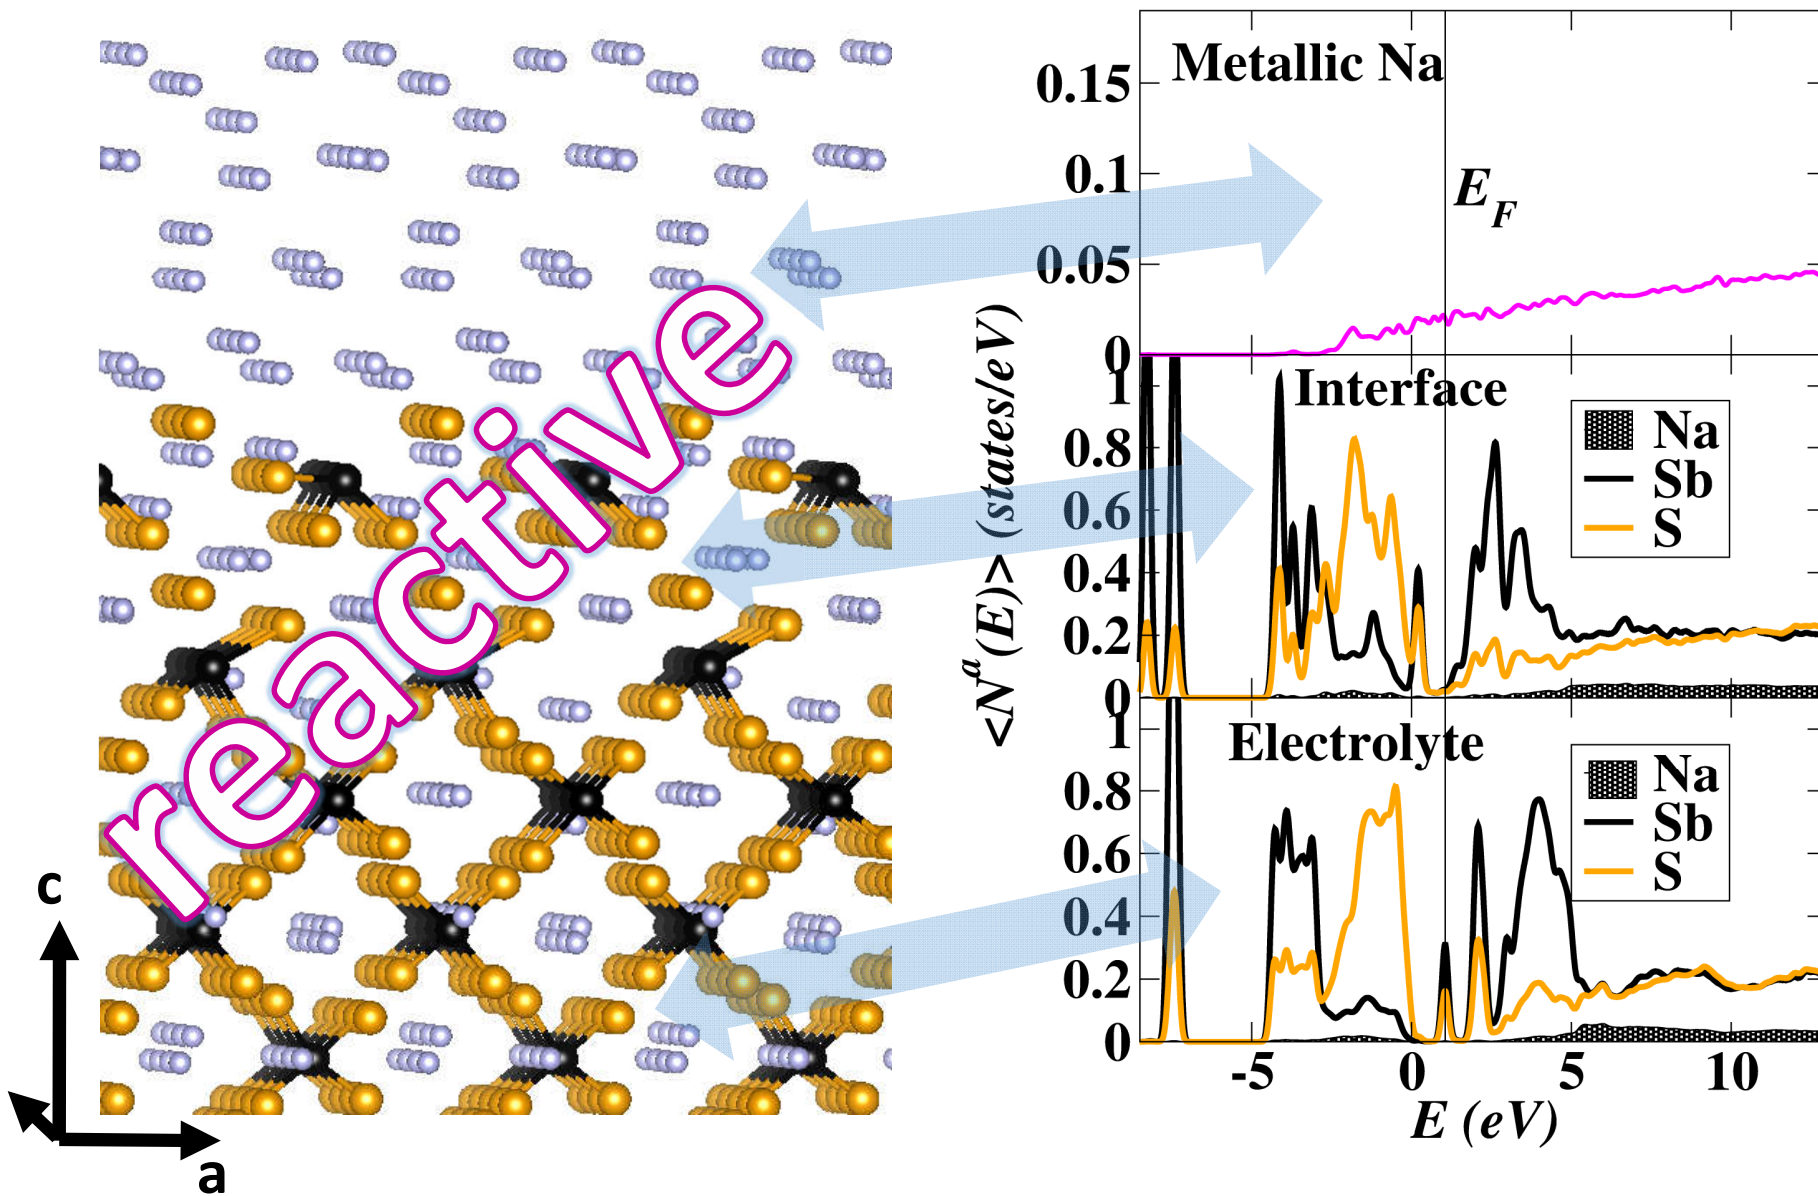 reactive
c
a
Metallic Na
0.15
0.1
0.05
0
E_F
<N^a(E)> (states/eV)
Interface
1
0.8
0.6
0.4
0.2
0
Na
Sb
S
Electrolyte
1
0.8
0.6
0.4
0.2
0
Na
Sb
S
-5 0 5 10
E (eV)